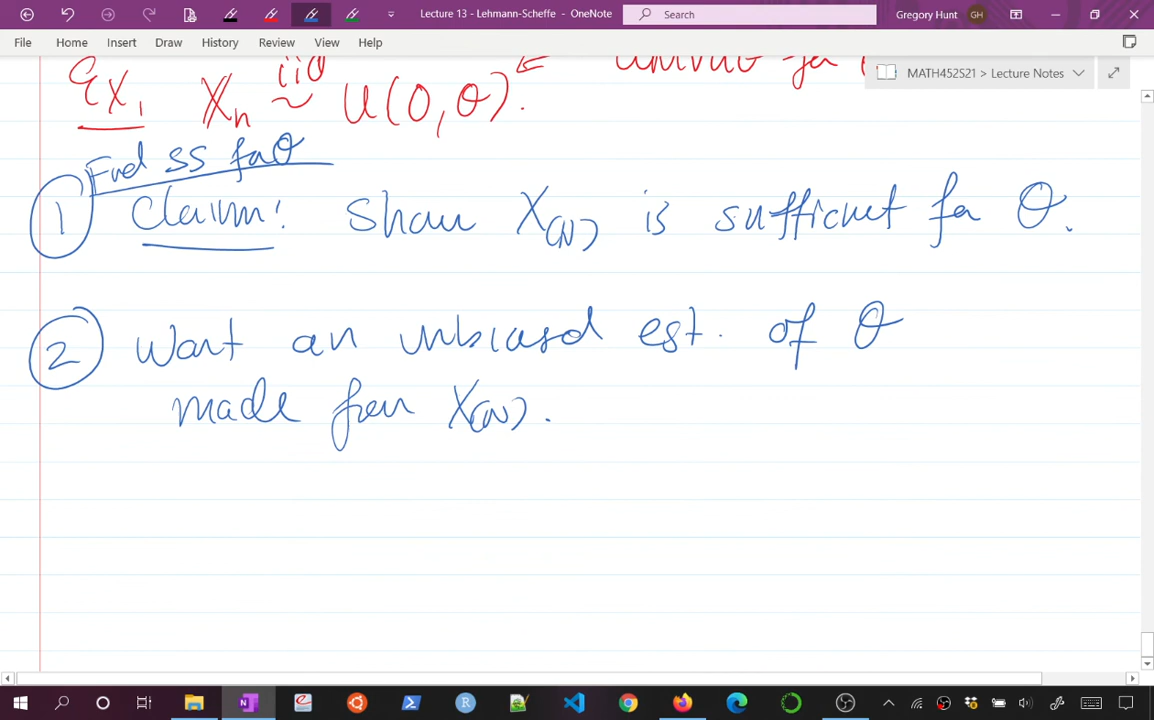 Lecture 13 - Lehmann-Scheffe - OneNote
Search
Gregory Hunt
GH
File Home Insert Draw History Review View Help
MATH452S21 > Lecture Notes
Ex, Xn iid ~ U(0, θ).
Find ss for θ
① Claim: Show X(N) is sufficient for θ.
② Want an unbiased est. of θ
made from X(N).